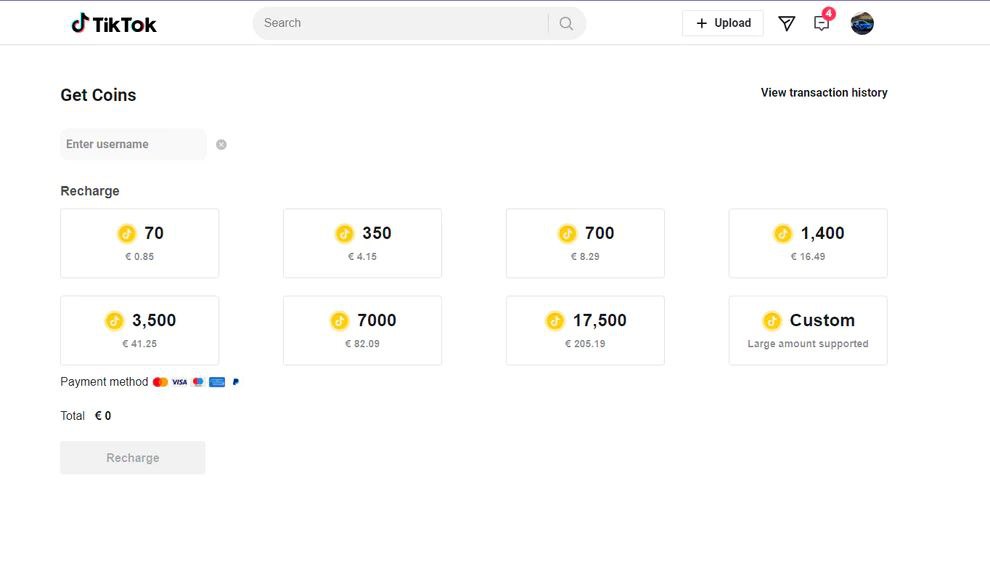 TikTok
Search
+ Upload
4
Get Coins
View transaction history
Enter username
Recharge
70
€ 0.85
350
€ 4.15
700
€ 8.29
1,400
€ 16.49
3,500
€ 41.25
7000
€ 82.09
17,500
€ 205.19
Custom
Large amount supported
Payment method VISA
Total € 0
Recharge